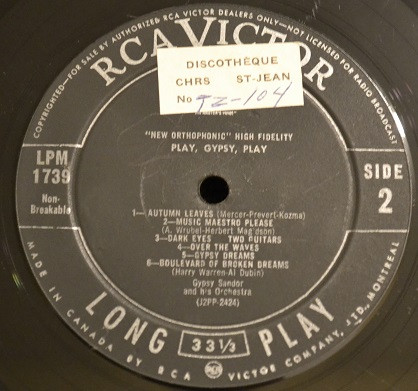 COPYRIGHTED—FOR SALE BY AUTHORIZED RCA VICTOR DEALERS ONLY—NOT LICENSED FOR RADIO BROADCAST
RCA VICTOR
DISCOTHÈQUE
CHRS ST-JEAN
No TZ-104
"NEW ORTHOPHONIC" HIGH FIDELITY
PLAY, GYPSY, PLAY
LPM
1739
Non-
Breakable
SIDE
2
1—AUTUMN LEAVES (Mercer-Prevert-Kozma)
2—MUSIC MAESTRO PLEASE
(A. Wrubel-Herbert Magidson)
3—DARK EYES TWO GUITARS
4—OVER THE WAVES
5—GYPSY DREAMS
6—BOULEVARD OF BROKEN DREAMS
(Harry Warren-Al Dubin)
Gypsy Sandor
and his Orchestra
(J2PP-2424)
LONG 33⅓ PLAY
MADE IN CANADA BY RCA VICTOR COMPANY, LTD., MONTREAL